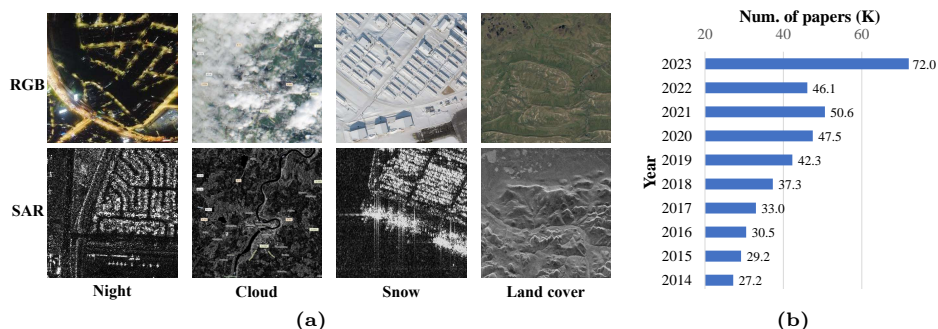 RGB
SAR
Night
Cloud
Snow
Land cover
(a)
Num. of papers (K)
20 40 60
Year
2023 72.0
2022 46.1
2021 50.6
2020 47.5
2019 42.3
2018 37.3
2017 33.0
2016 30.5
2015 29.2
2014 27.2
(b)